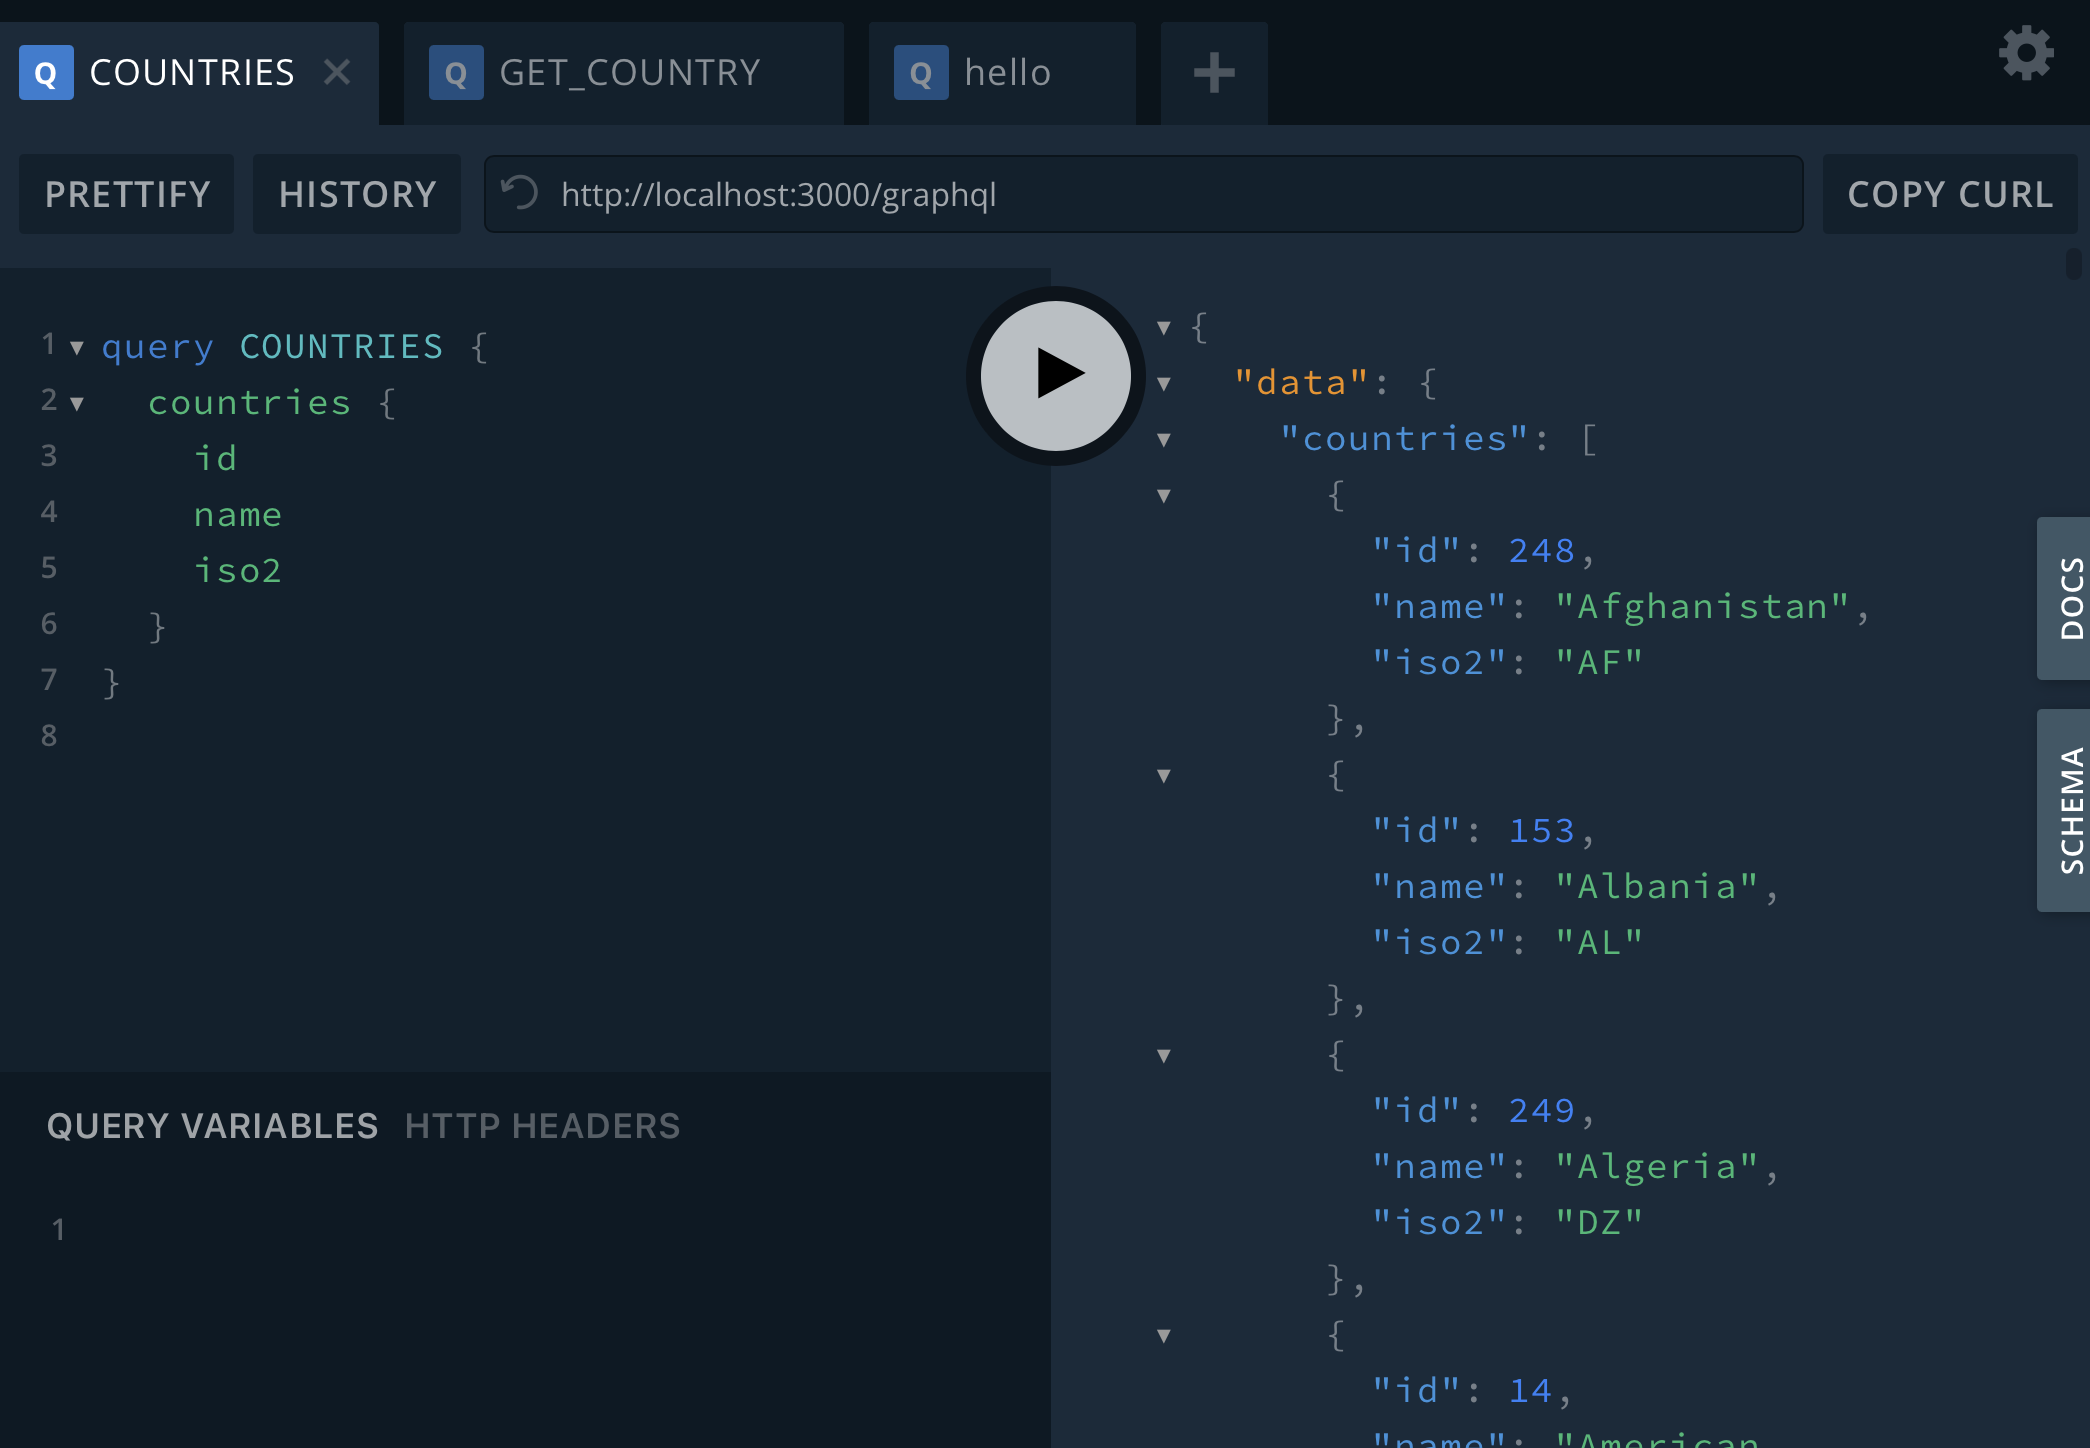 Q COUNTRIES Q GET_COUNTRY Q hello
PRETTIFY HISTORY http://localhost:3000/graphql COPY CURL
1 query COUNTRIES {
2 countries {
3 id
4 name
5 iso2
6 }
7 }
8
QUERY VARIABLES HTTP HEADERS
1
{
"data": {
"countries": [
{
"id": 248,
"name": "Afghanistan",
"iso2": "AF"
},
{
"id": 153,
"name": "Albania",
"iso2": "AL"
},
{
"id": 249,
"name": "Algeria",
"iso2": "DZ"
},
{
"id": 14,
"name": "American
DOCS
SCHEMA